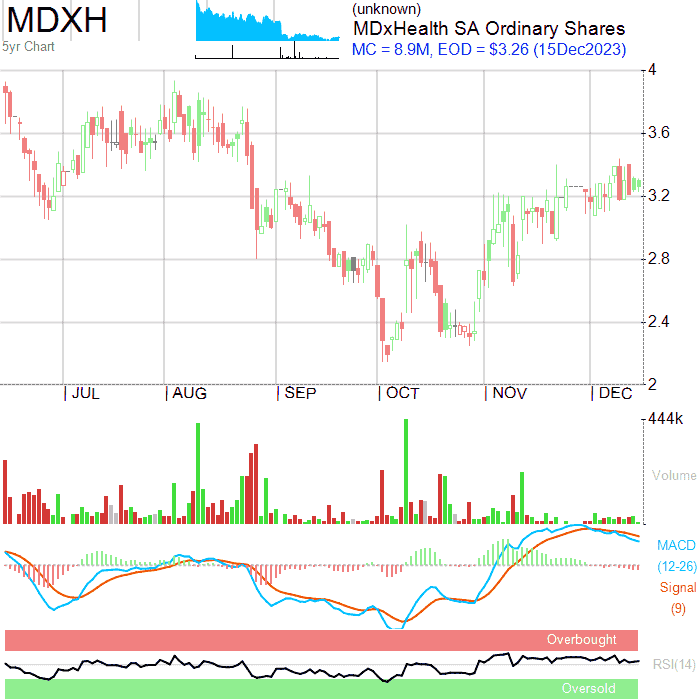 MDXH
5yr Chart
(unknown)
MDxHealth SA Ordinary Shares
MC = 8.9M, EOD = $3.26 (15Dec2023)
4
3.6
3.2
2.8
2.4
2
JUL AUG SEP OCT NOV DEC
444k
Volume
MACD
(12-26)
Signal
(9)
Overbought
RSI(14)
Oversold